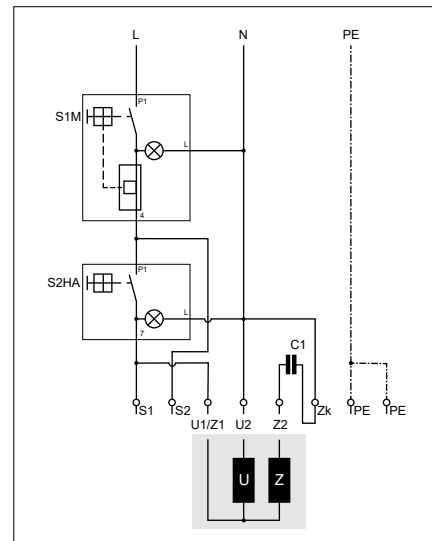 L N PE
P1
S1M
L
4
P1
S2HA
L
7
C1
S1 S2 Zk PE PE
U1/Z1 U2 Z2
U Z